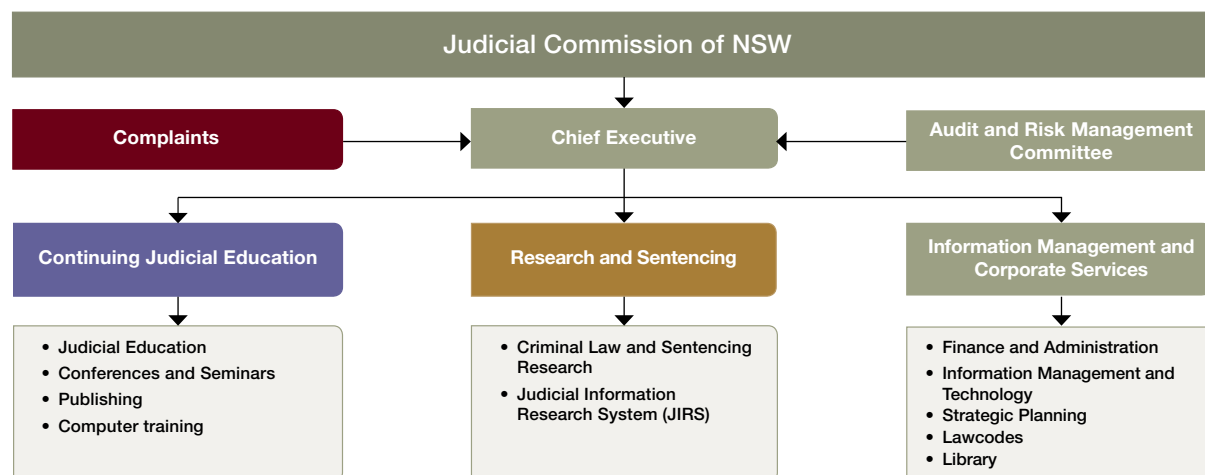 Judicial Commission of NSW
Complaints
Chief Executive
Audit and Risk Management
Committee
Continuing Judicial Education
Research and Sentencing
Information Management and
Corporate Services
• Judicial Education
• Conferences and Seminars
• Publishing
• Computer training
• Criminal Law and Sentencing
Research
• Judicial Information
Research System (JIRS)
• Finance and Administration
• Information Management and
Technology
• Strategic Planning
• Lawcodes
• Library